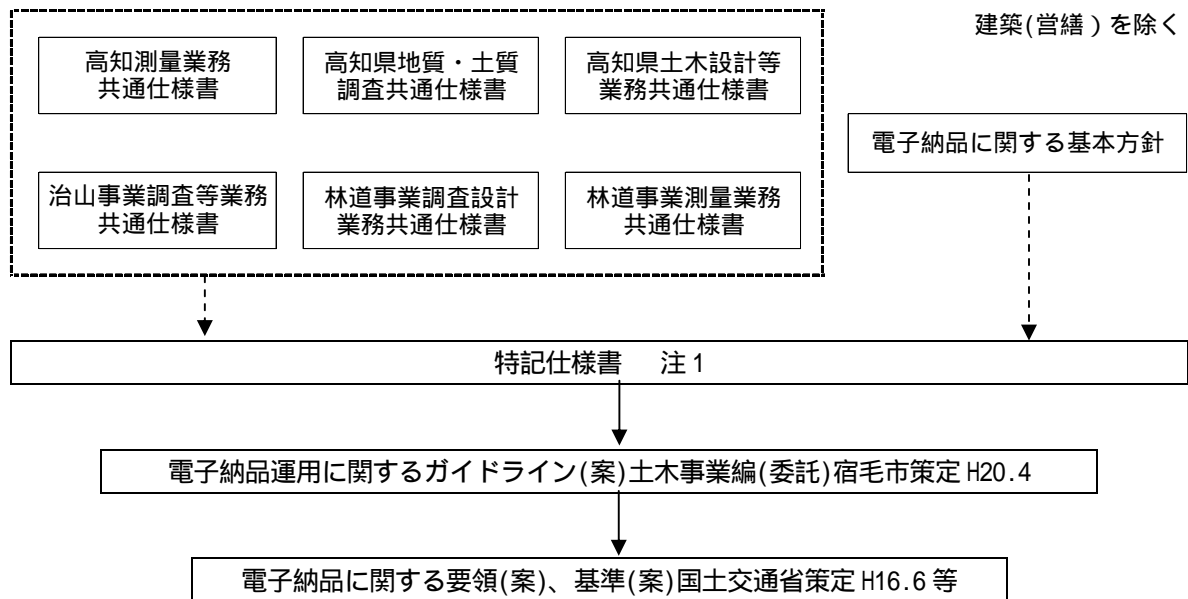 建築(営繕)を除く
高知測量業務
共通仕様書
高知県地質・土質
調査共通仕様書
高知県土木設計等
業務共通仕様書
電子納品に関する基本方針
治山事業調査等業務
共通仕様書
林道事業調査設計
業務共通仕様書
林道事業測量業務
共通仕様書
特記仕様書 注1
電子納品運用に関するガイドライン(案)土木事業編(委託)宿毛市策定 H20.4
電子納品に関する要領(案)、基準(案)国土交通省策定 H16.6 等